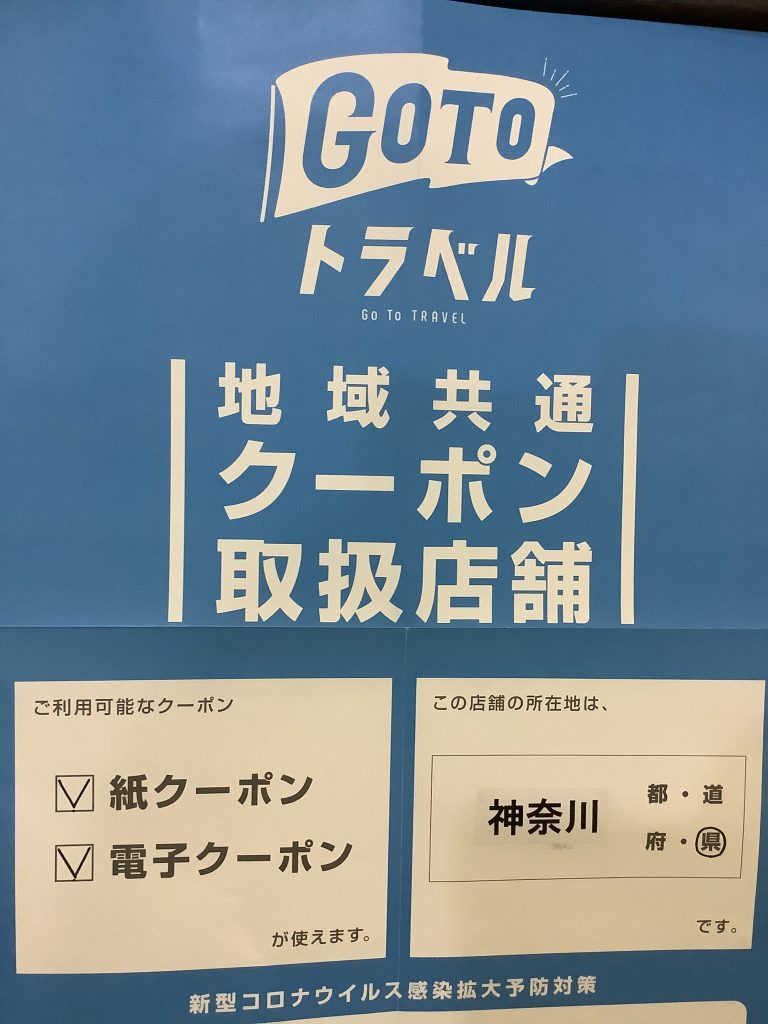 GOTO
トラベル
Go To TRAVEL
地域共通
クーポン
取扱店舗
ご利用可能なクーポン
紙クーポン
電子クーポン
が使えます。
この店舗の所在地は、
神奈川
都・道
府・県
です。
新型コロナウイルス感染拡大予防対策